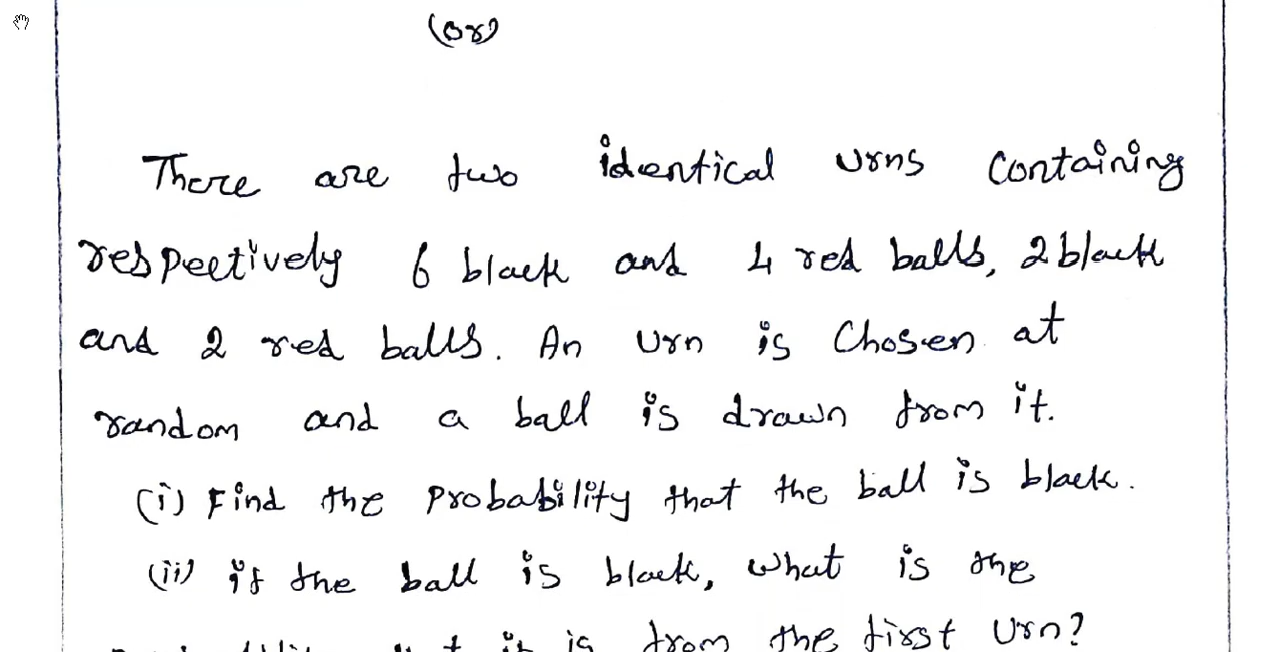 (or)
There are two identical urns containing
respectively 6 black and 4 red balls, 2 black
and 2 red balls. An urn is chosen at
random and a ball is drawn from it.
(i) Find the probability that the ball is black.
(ii) if the ball is black, what is the
it is from the first urn?